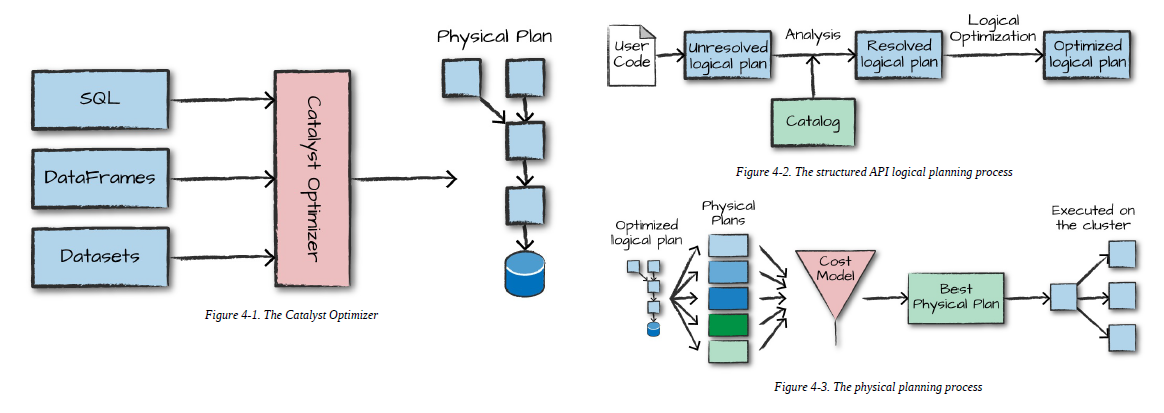 SQL
DataFrames
Datasets
Catalyst Optimizer
Physical Plan
Figure 4-1. The Catalyst Optimizer
User
Code
Unresolved
logical plan
Analysis
Catalog
Resolved
logical plan
Logical
Optimization
Optimized
logical plan
Figure 4-2. The structured API logical planning process
Optimized
logical plan
Physical
Plans
Cost
Model
Best
Physical Plan
Executed on
the cluster
Figure 4-3. The physical planning process